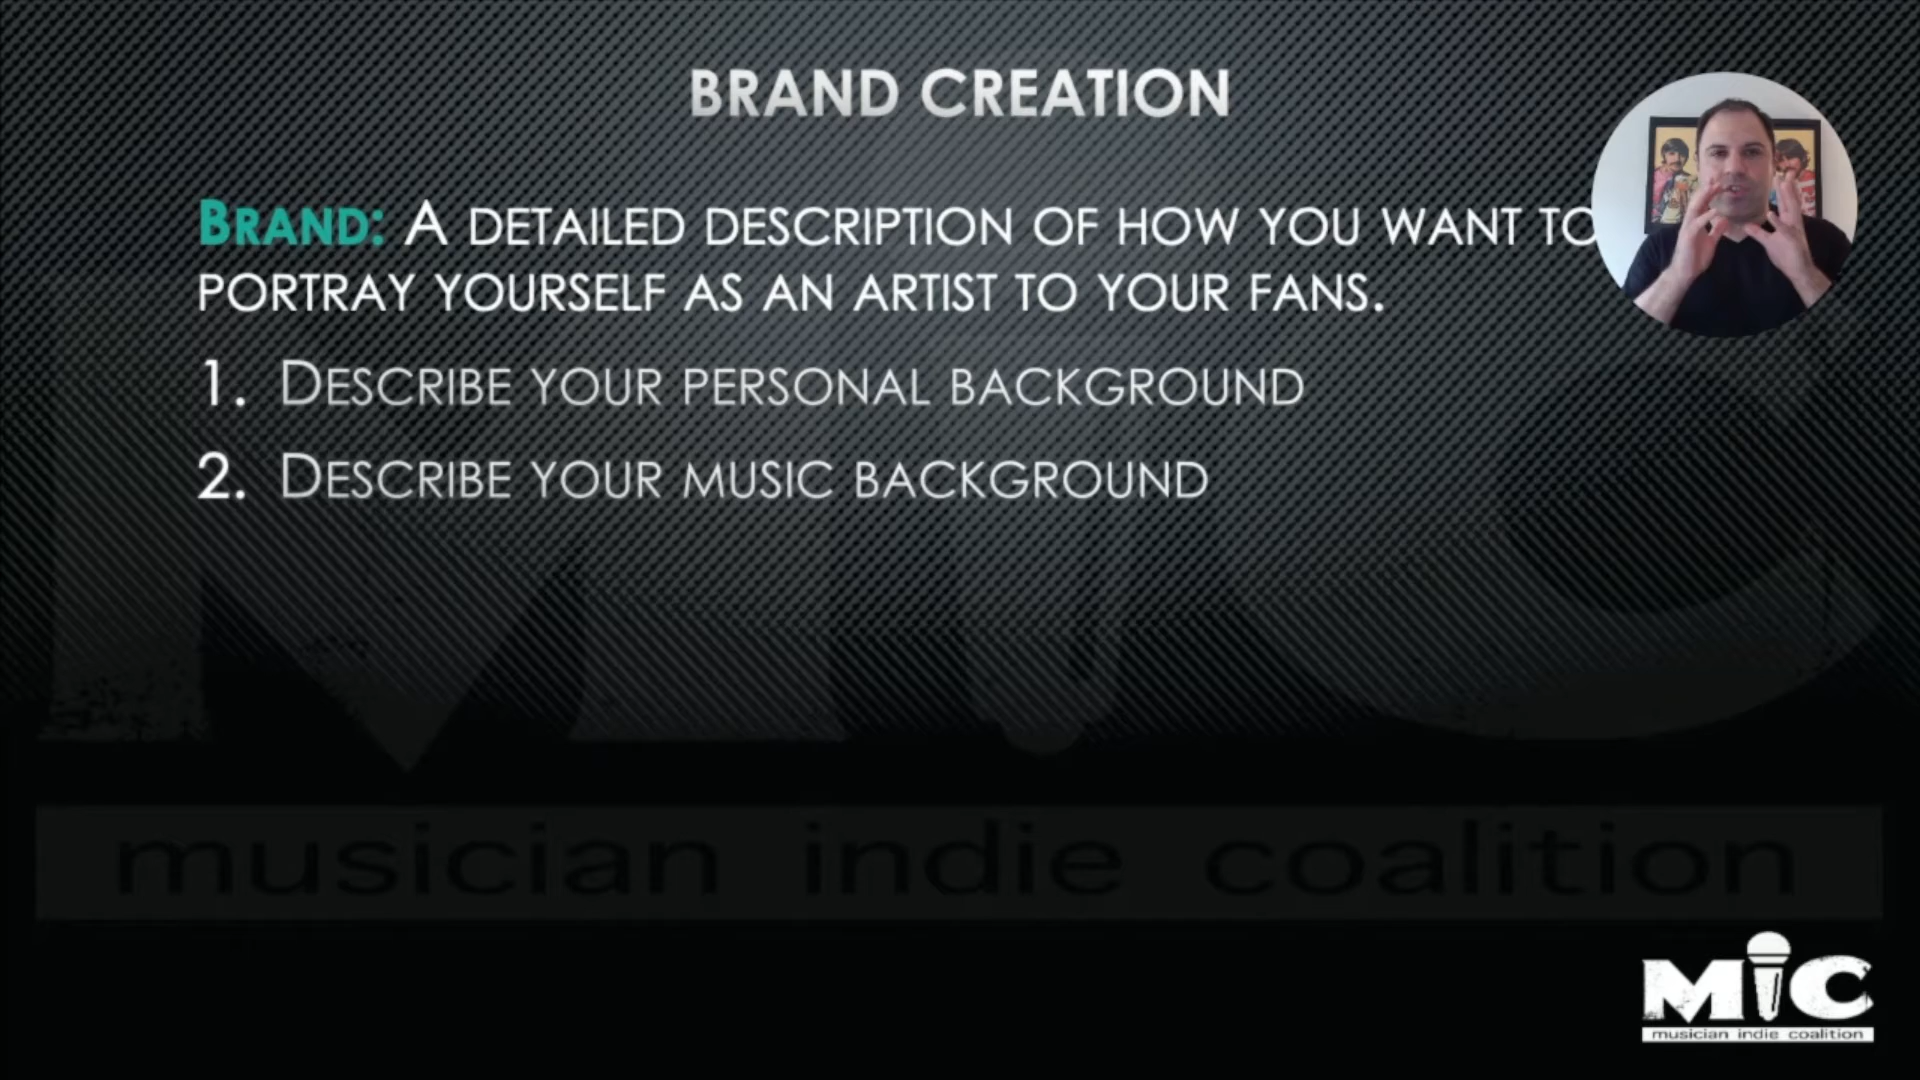 BRAND CREATION
BRAND: A DETAILED DESCRIPTION OF HOW YOU WANT TO
PORTRAY YOURSELF AS AN ARTIST TO YOUR FANS.
1. DESCRIBE YOUR PERSONAL BACKGROUND
2. DESCRIBE YOUR MUSIC BACKGROUND
musician indie coalition
MiC
musician indie coalition